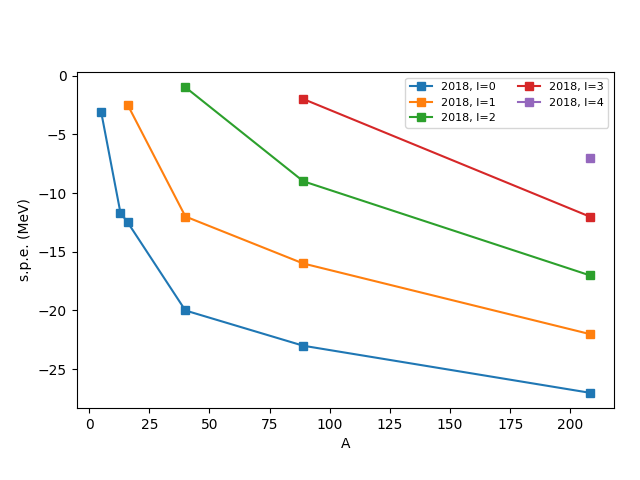 0
−5
−10
−15
−20
−25
s.p.e. (MeV)
2018, l=0
2018, l=1
2018, l=2
2018, l=3
2018, l=4
0 25 50 75 100 125 150 175 200
A